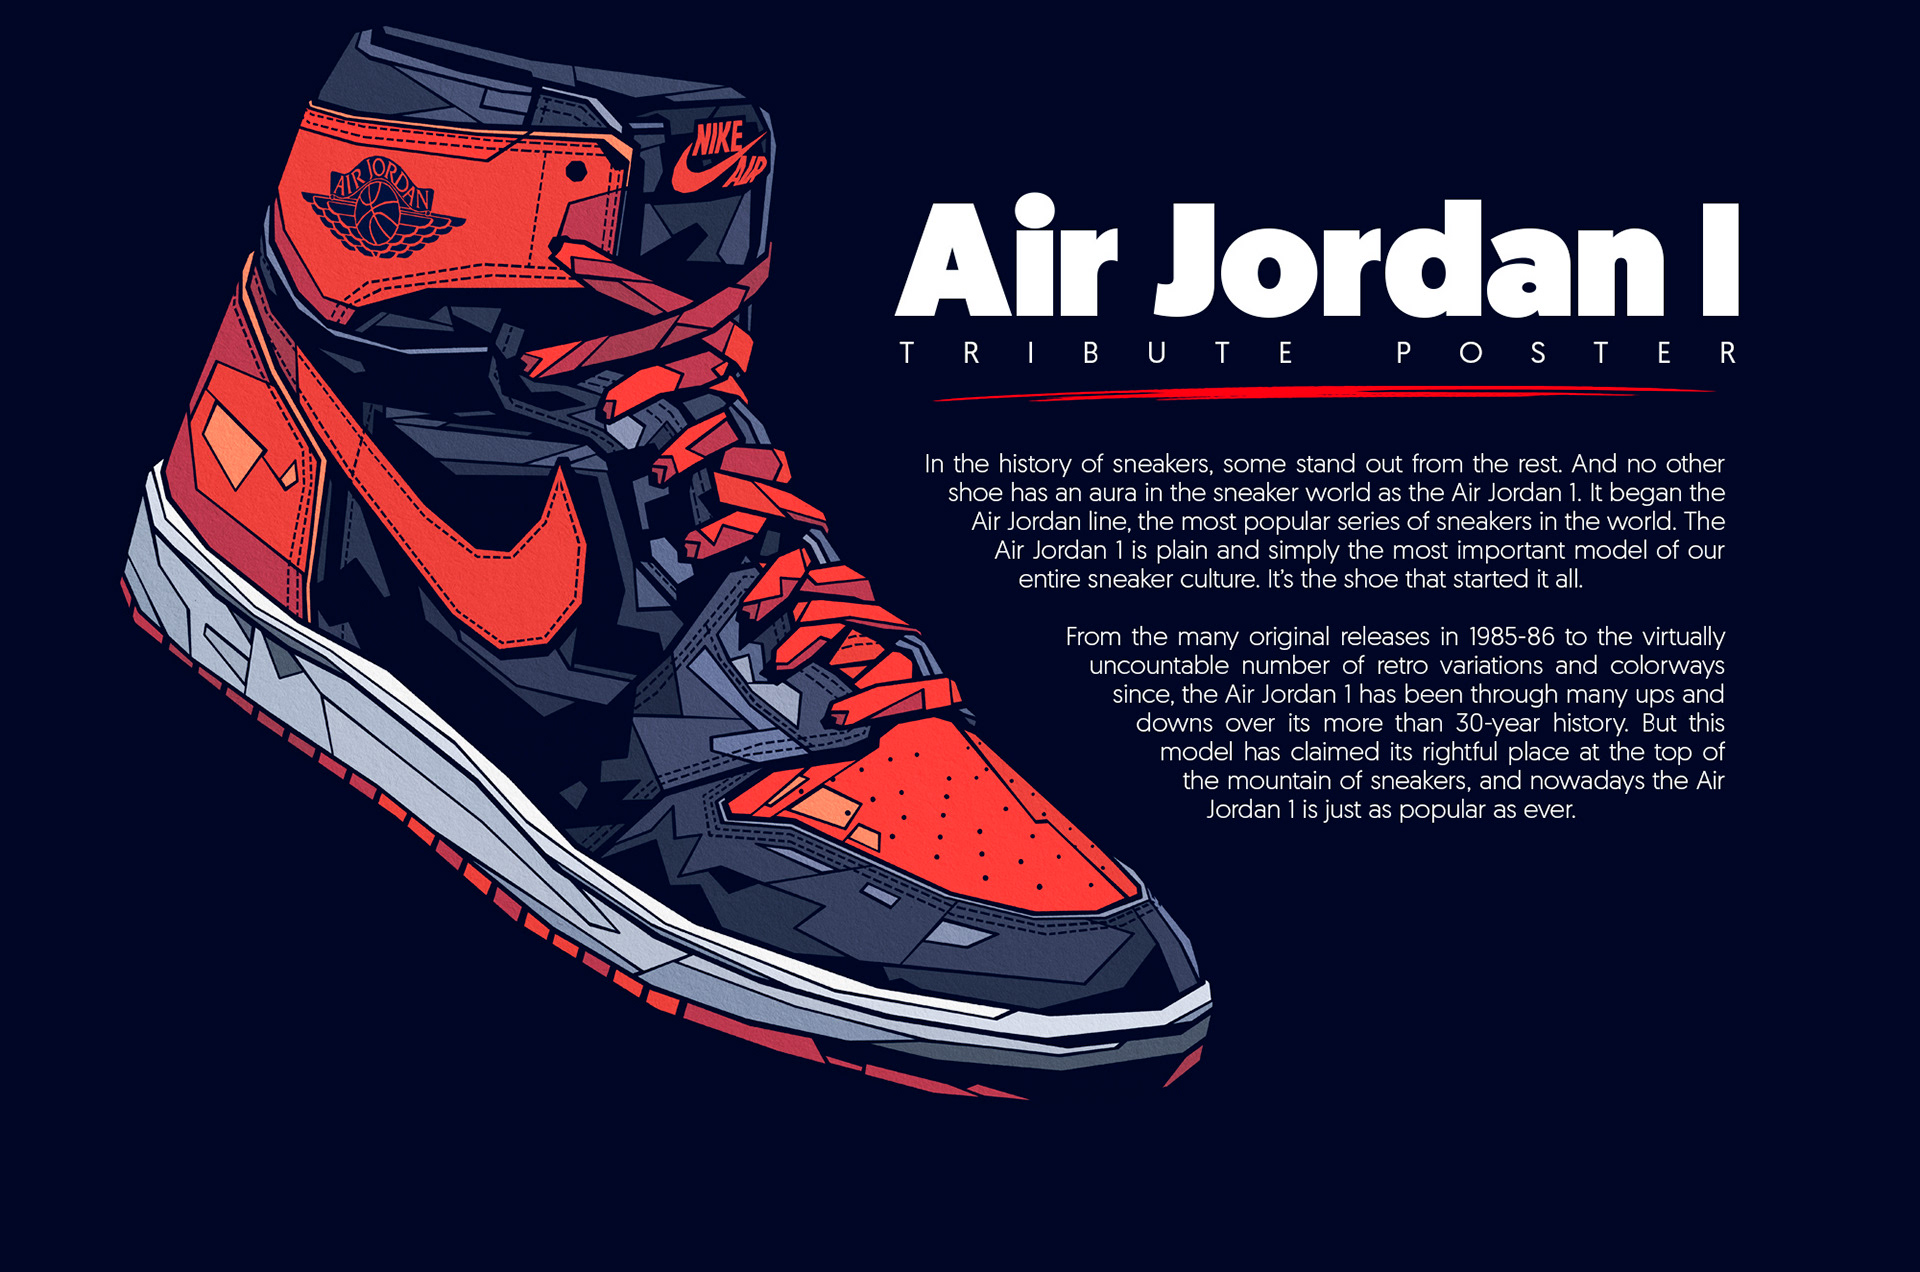 AIR JORDAN
NIKE
AIR
Air Jordan I
TRIBUTE POSTER
In the history of sneakers, some stand out from the rest. And no other
shoe has an aura in the sneaker world as the Air Jordan 1. It began the
Air Jordan line, the most popular series of sneakers in the world. The
Air Jordan 1 is plain and simply the most important model of our
entire sneaker culture. It’s the shoe that started it all.
From the many original releases in 1985-86 to the virtually
uncountable number of retro variations and colorways
since, the Air Jordan 1 has been through many ups and
downs over its more than 30-year history. But this
model has claimed its rightful place at the top of
the mountain of sneakers, and nowadays the Air
Jordan 1 is just as popular as ever.